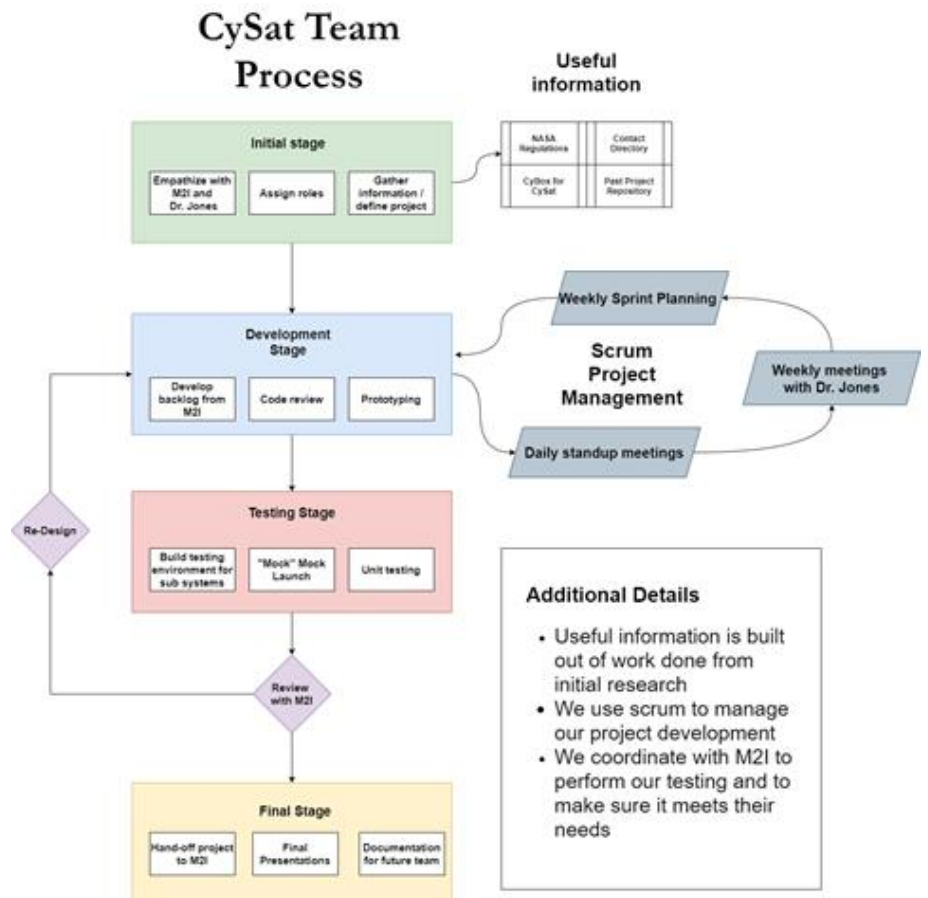 CySat Team
Process
Useful
information
Initial stage
Empathize with
M2I and
Dr. Jones
Assign roles
Gather
information /
define project
NASA
Regulations
Contact
Directory
CyBox for
CySat
Past Project
Repository
Development
Stage
Develop
backlog from
M2I
Code review
Prototyping
Weekly Sprint Planning
Scrum
Project
Management
Weekly meetings
with Dr. Jones
Daily standup meetings
Re-Design
Testing Stage
Build testing
environment for
sub systems
"Mock" Mock
Launch
Unit testing
Review
with M2I
Final Stage
Hand-off project
to M2I
Final
Presentations
Documentation
for future team
Additional Details
• Useful information is built
out of work done from
initial research
• We use scrum to manage
our project development
• We coordinate with M2I to
perform our testing and to
make sure it meets their
needs